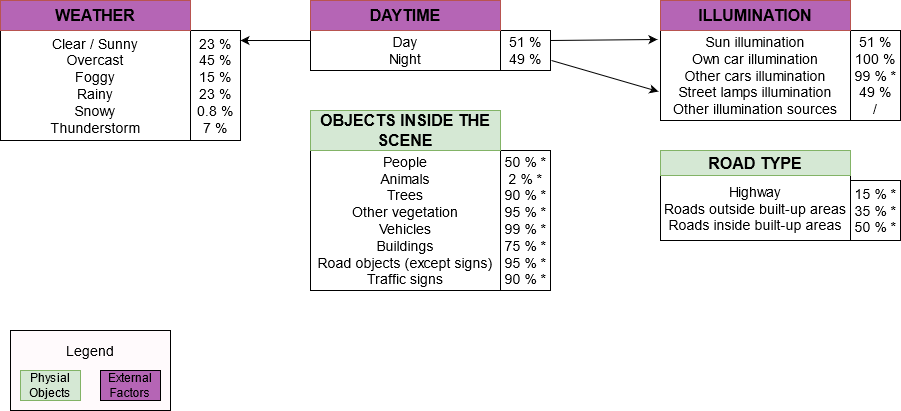 WEATHER
Clear / Sunny 23 %
Overcast 45 %
Foggy 15 %
Rainy 23 %
Snowy 0.8 %
Thunderstorm 7 %
DAYTIME
Day 51 %
Night 49 %
ILLUMINATION
Sun illumination 51 %
Own car illumination 100 %
Other cars illumination 99 % *
Street lamps illumination 49 %
Other illumination sources /
OBJECTS INSIDE THE
SCENE
People 50 % *
Animals 2 % *
Trees 90 % *
Other vegetation 95 % *
Vehicles 99 % *
Buildings 75 % *
Road objects (except signs) 95 % *
Traffic signs 90 % *
ROAD TYPE
Highway 15 % *
Roads outside built-up areas 35 % *
Roads inside built-up areas 50 % *
Legend
Physial
Objects
External
Factors